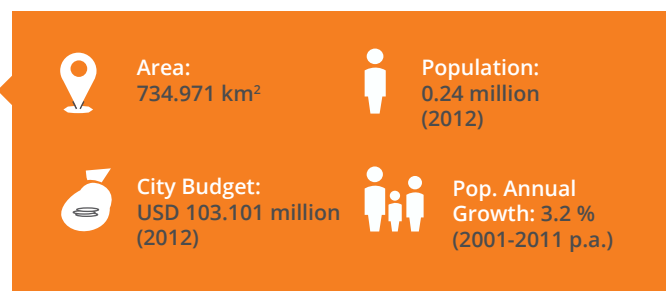 Area:
734.971 km²
Population:
0.24 million
(2012)
City Budget:
USD 103.101 million
(2012)
Pop. Annual
Growth: 3.2 %
(2001-2011 p.a.)